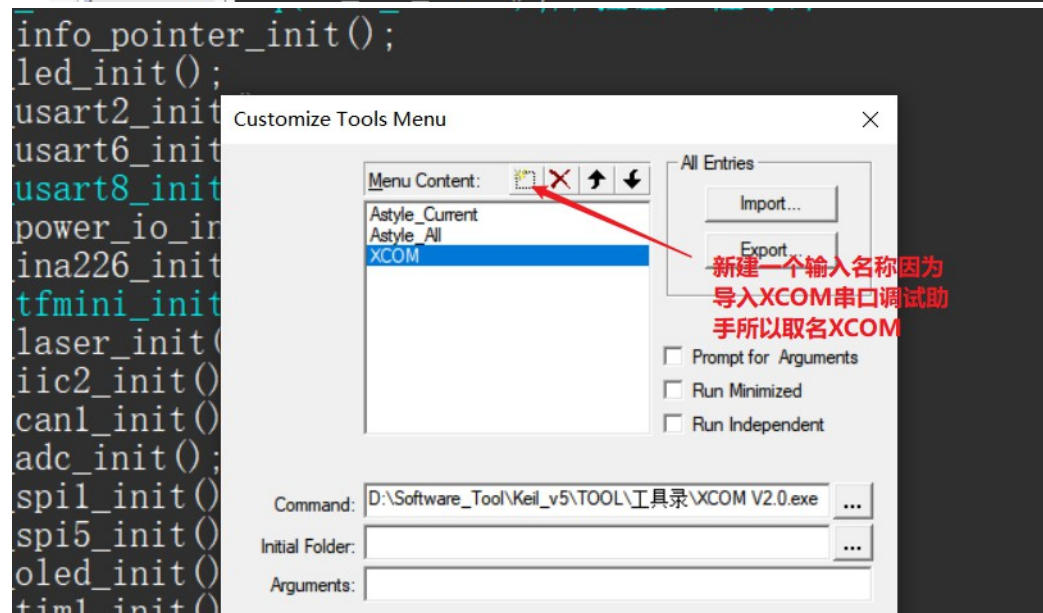 info_pointer_init();
led_init();
usart2_init
usart6_init
usart8_init
power_io_in
ina226_init
tfmini_init
laser_init(
iic2_init()
can1_init()
adc_init();
spi1_init()
spi5_init()
oled_init()
tim1_init()
Customize Tools Menu
Menu Content:
Astyle_Current
Astyle_All
XCOM
All Entries
Import...
Export...
新建一个输入名称因为
导入XCOM串口调试助
手所以取名XCOM
Prompt for Arguments
Run Minimized
Run Independent
Command: D:\Software_Tool\Keil_v5\TOOL\工具录\XCOM V2.0.exe ...
Initial Folder: ...
Arguments: